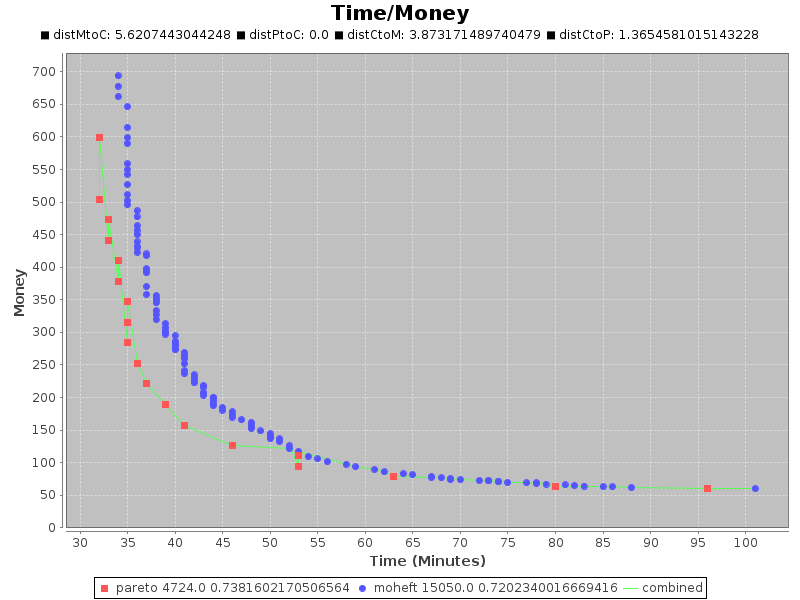 Time/Money
■ distMtoC: 5.6207443044248 ■ distPtoC: 0.0 ■ distCtoM: 3.873171489740479 ■ distCtoP: 1.3654581015143228
700
650
600
550
500
450
400
350
300
250
200
150
100
50
0
Money
30 35 40 45 50 55 60 65 70 75 80 85 90 95 100
Time (Minutes)
pareto 4724.0 0.7381602170506564 moheft 15050.0 0.7202340016669416 combined